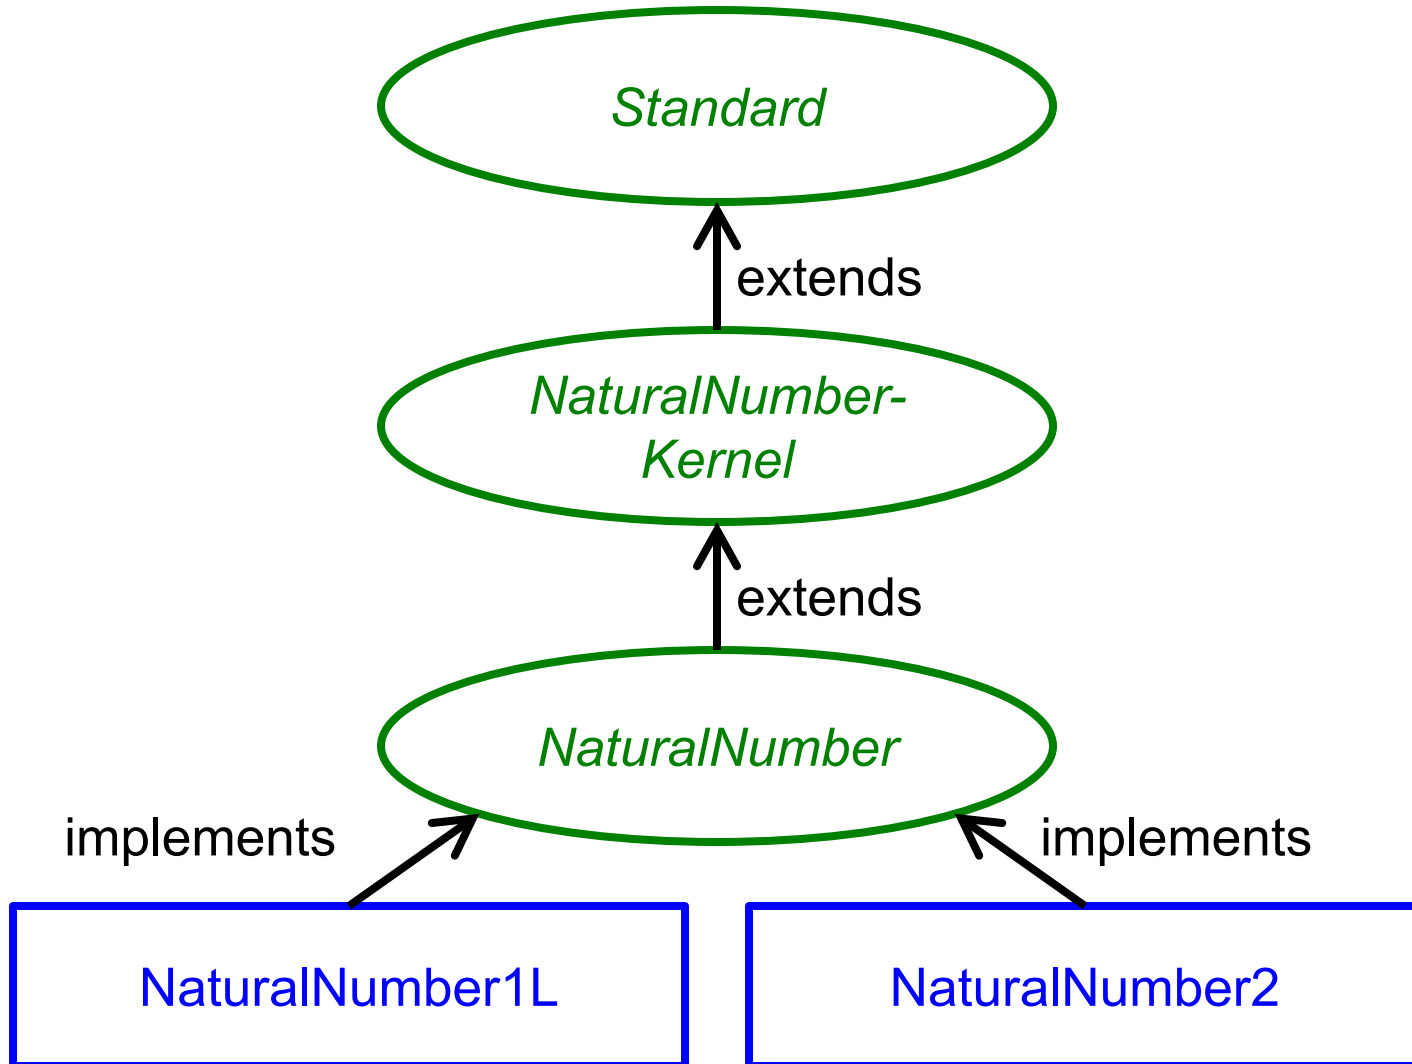 Standard
extends
NaturalNumber-
Kernel
extends
NaturalNumber
implements
implements
NaturalNumber1L
NaturalNumber2